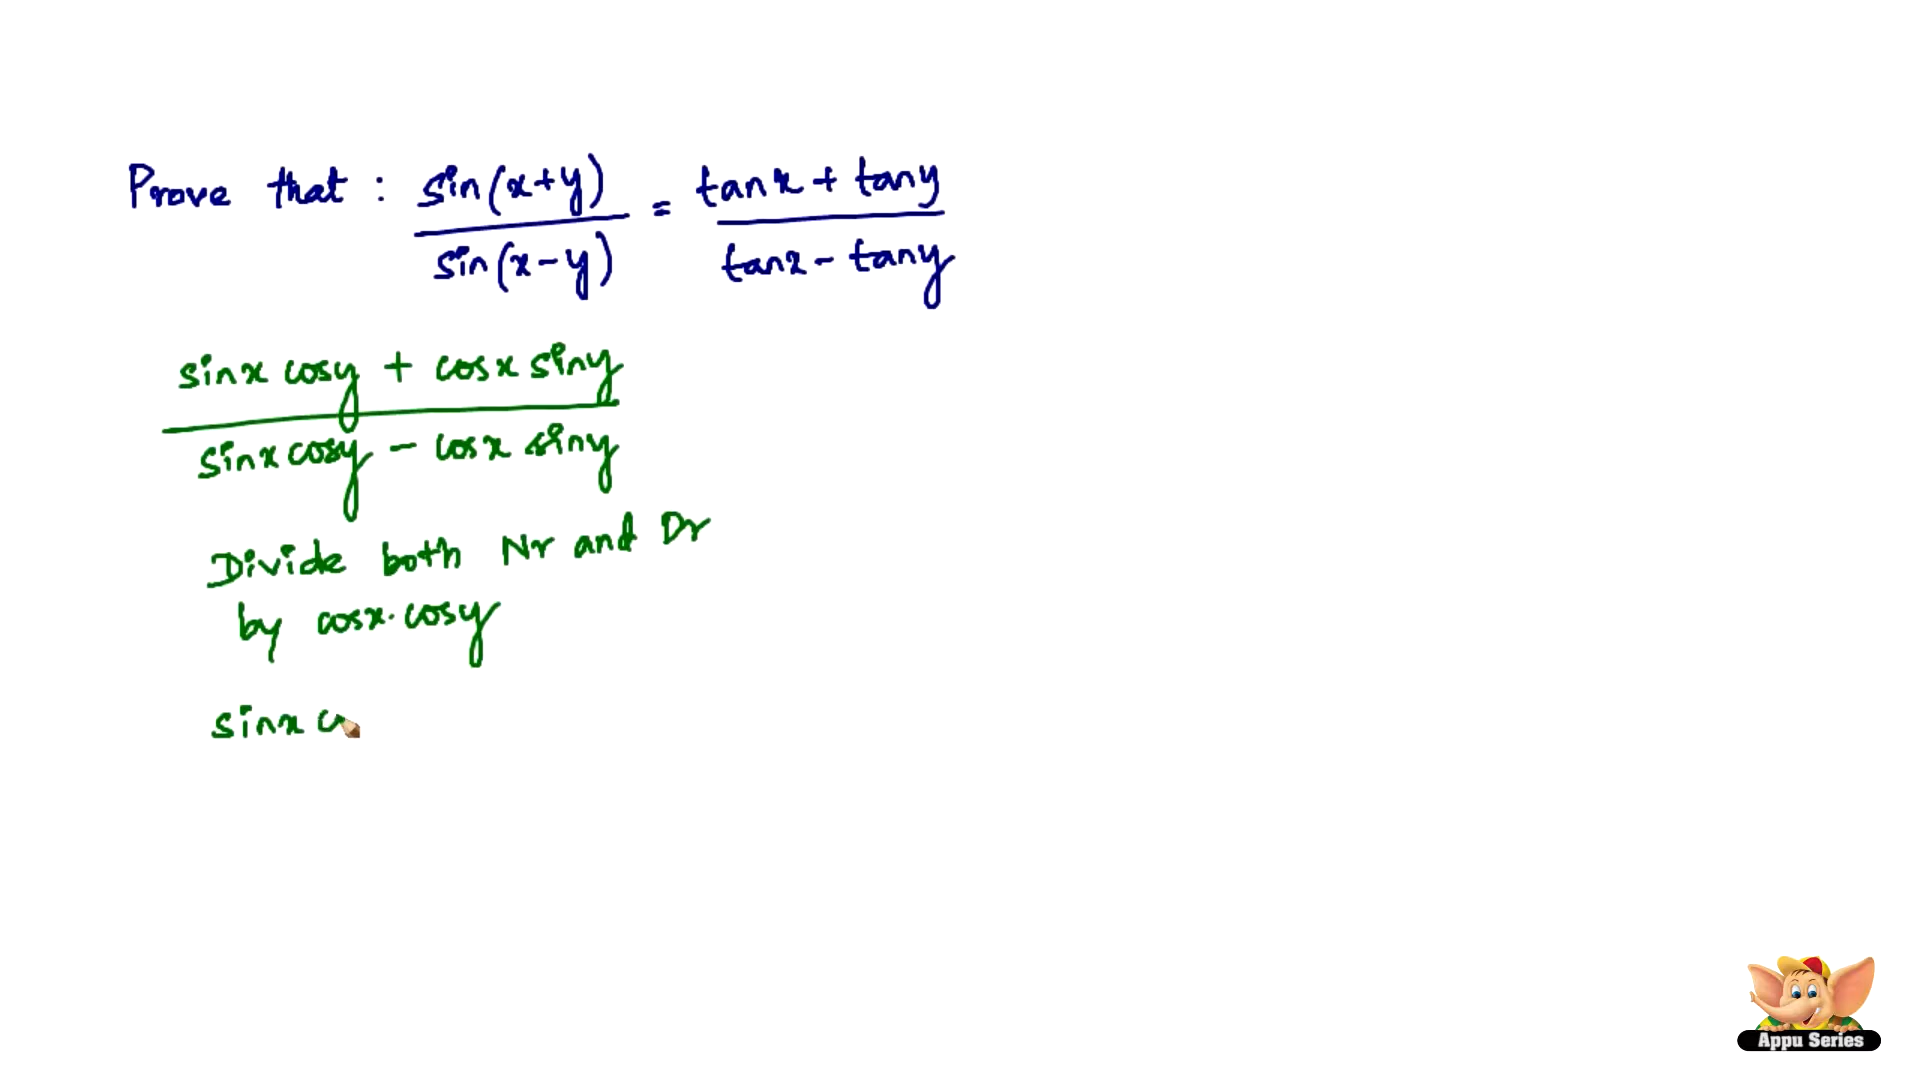 Prove that : sin(x+y) / sin(x-y) = tanx + tany / tanx - tany
sinx cosy + cosx siny
sinx cosy - cosx siny
Divide both Nr and Dr
by cosx.cosy
sinx
Appu Series